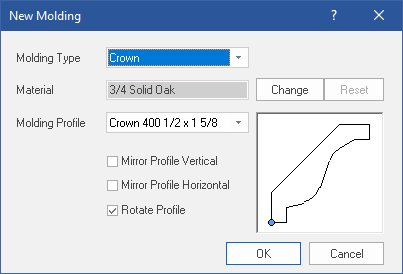 New Molding ? ×
Molding Type Crown
Material 3/4 Solid Oak Change Reset
Molding Profile Crown 400 1/2 x 1 5/8
Mirror Profile Vertical
Mirror Profile Horizontal
Rotate Profile
OK Cancel